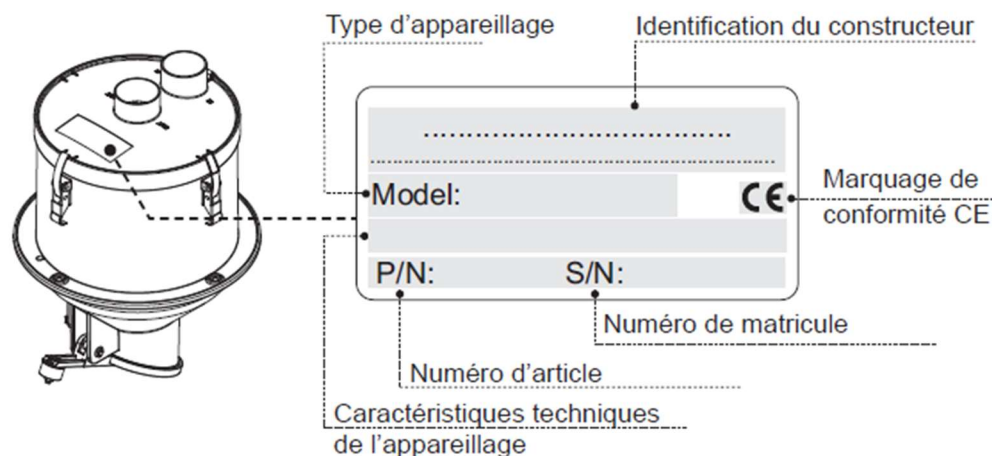 Type d'appareillage
Identification du constructeur
Model:
CE
Marquage de
conformité CE
P/N: S/N:
Numéro de matricule
Numéro d'article
Caractéristiques techniques
de l'appareillage